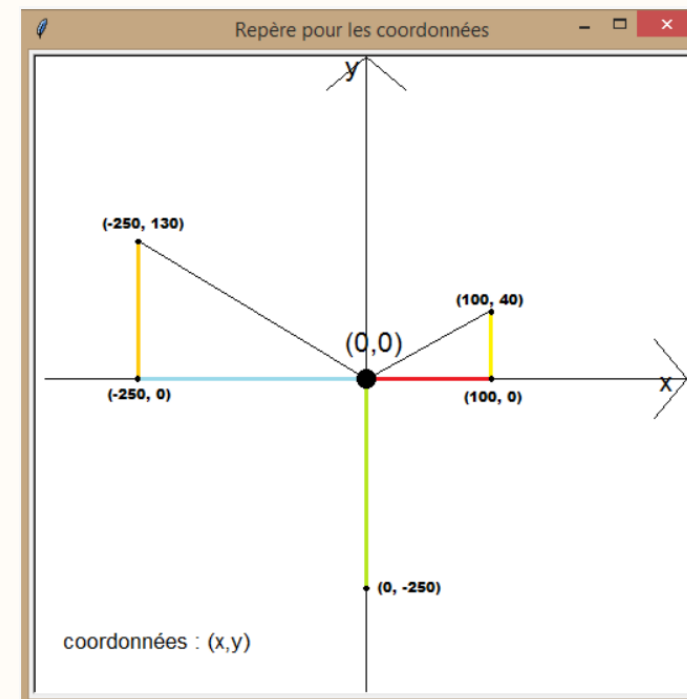 Repère pour les coordonnées
y
(-250, 130)
(100, 40)
(0,0)
x
(-250, 0)
(100, 0)
(0, -250)
coordonnées : (x,y)